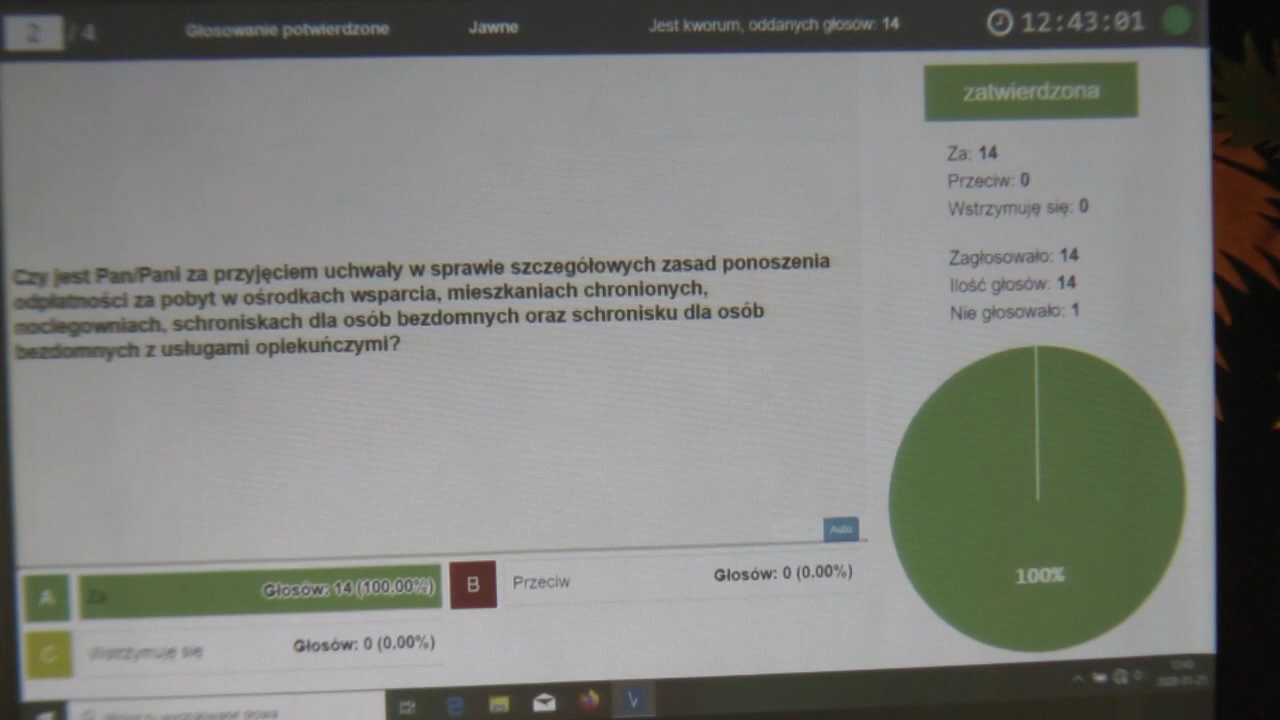 2 / 4 Głosowanie potwierdzone Jawne Jest kworum, oddanych głosów: 14 12:43:01
zatwierdzona
Za: 14
Przeciw: 0
Wstrzymuję się: 0
Zagłosowało: 14
Ilość głosów: 14
Nie głosowało: 1
Czy jest Pan/Pani za przyjęciem uchwały w sprawie szczegółowych zasad ponoszenia
odpłatności za pobyt w ośrodkach wsparcia, mieszkaniach chronionych,
noclegowniach, schroniskach dla osób bezdomnych oraz schronisku dla osób
bezdomnych z usługami opiekuńczymi?
Auto
100%
A Za Głosów: 14 (100.00%) B Przeciw Głosów: 0 (0.00%)
C Wstrzymuję się Głosów: 0 (0.00%)